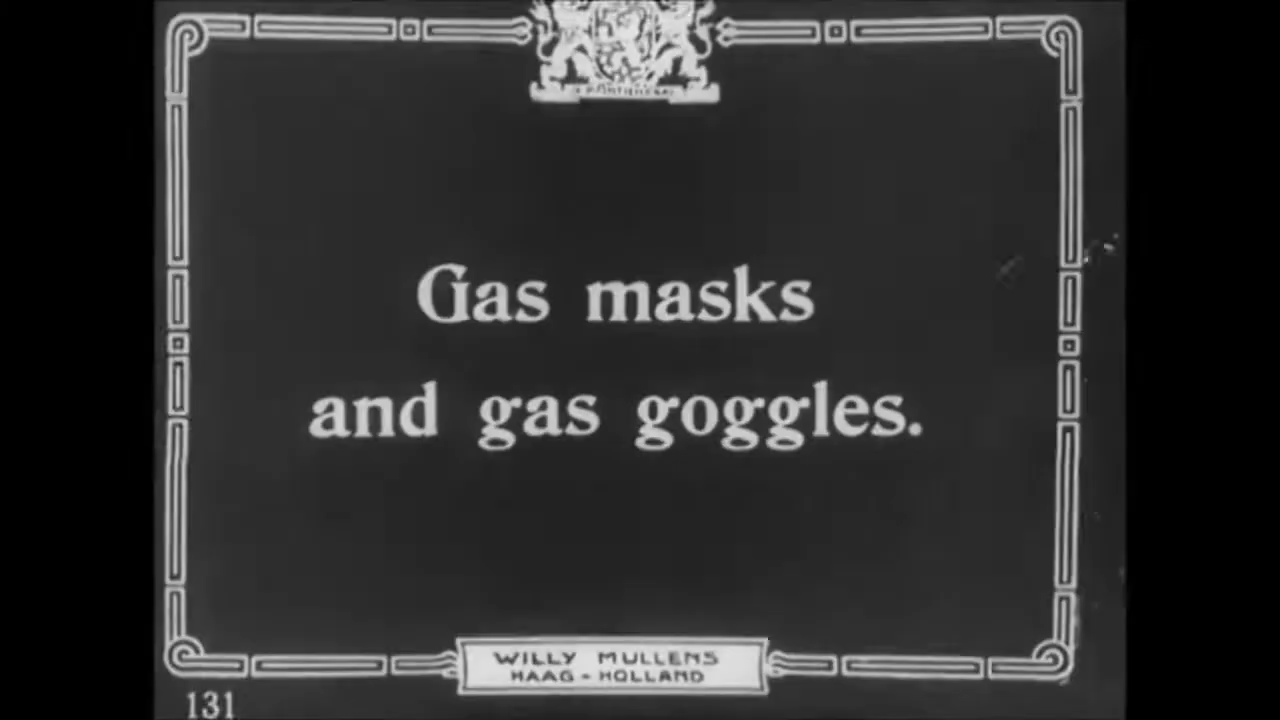 Gas masks
and gas goggles.
WILLY MULLENS
HAAG - HOLLAND
131